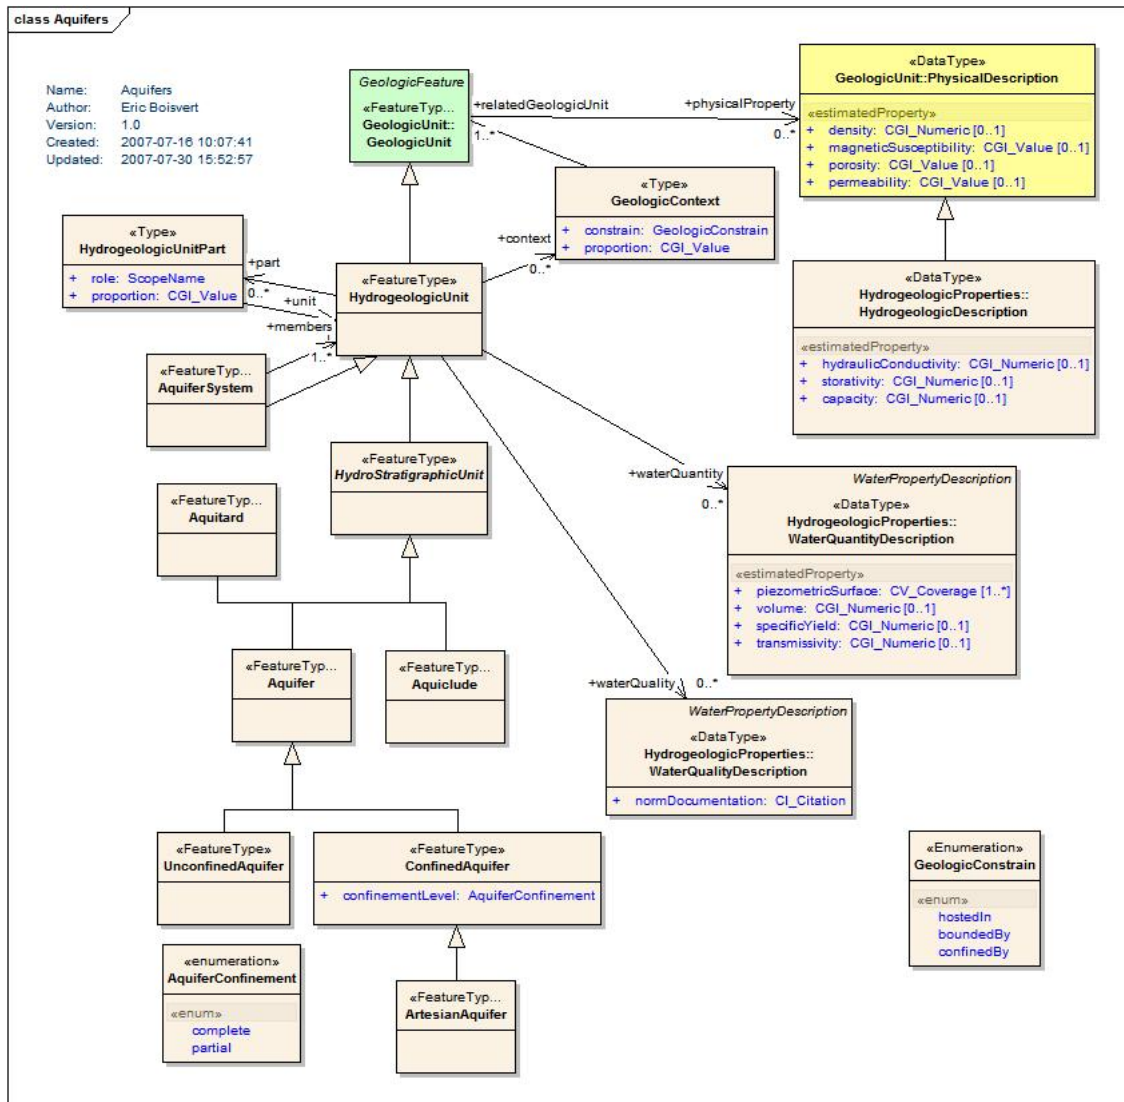 class Aquifers
Name: Aquifers
Author: Eric Boisvert
Version: 1.0
Created: 2007-07-16 10:07:41
Updated: 2007-07-30 15:52:57
GeologicFeature
«FeatureTyp...
GeologicUnit::
GeologicUnit
+relatedGeologicUnit
1..*
+physicalProperty
0..*
«DataType»
GeologicUnit::PhysicalDescription
«estimatedProperty»
+ density: CGI_Numeric [0..1]
+ magneticSusceptibility: CGI_Value [0..1]
+ porosity: CGI_Value [0..1]
+ permeability: CGI_Value [0..1]
«Type»
GeologicContext
+ constrain: GeologicConstrain
+ proportion: CGI_Value
+context
0..*
«Type»
HydrogeologicUnitPart
+ role: ScopeName
+ proportion: CGI_Value
+part
0..*
+unit
+members
1..*
«FeatureType»
HydrogeologicUnit
«DataType»
HydrogeologicProperties::
HydrogeologicDescription
«estimatedProperty»
+ hydraulicConductivity: CGI_Numeric [0..1]
+ storativity: CGI_Numeric [0..1]
+ capacity: CGI_Numeric [0..1]
«FeatureTyp...
AquiferSystem
«FeatureType»
HydroStratigraphicUnit
+waterQuantity
0..*
WaterPropertyDescription
«DataType»
HydrogeologicProperties::
WaterQuantityDescription
«estimatedProperty»
+ piezometricSurface: CV_Coverage [1..*]
+ volume: CGI_Numeric [0..1]
+ specificYield: CGI_Numeric [0..1]
+ transmissivity: CGI_Numeric [0..1]
«FeatureTyp...
Aquitard
«FeatureTyp...
Aquifer
«FeatureTyp...
Aquiclude
+waterQuality
0..*
WaterPropertyDescription
«DataType»
HydrogeologicProperties::
WaterQualityDescription
+ normDocumentation: CI_Citation
«FeatureType»
UnconfinedAquifer
«FeatureType»
ConfinedAquifer
+ confinementLevel: AquiferConfinement
«Enumeration»
GeologicConstrain
«enum»
hostedIn
boundedBy
confinedBy
«enumeration»
AquiferConfinement
«enum»
complete
partial
«FeatureTyp...
ArtesianAquifer